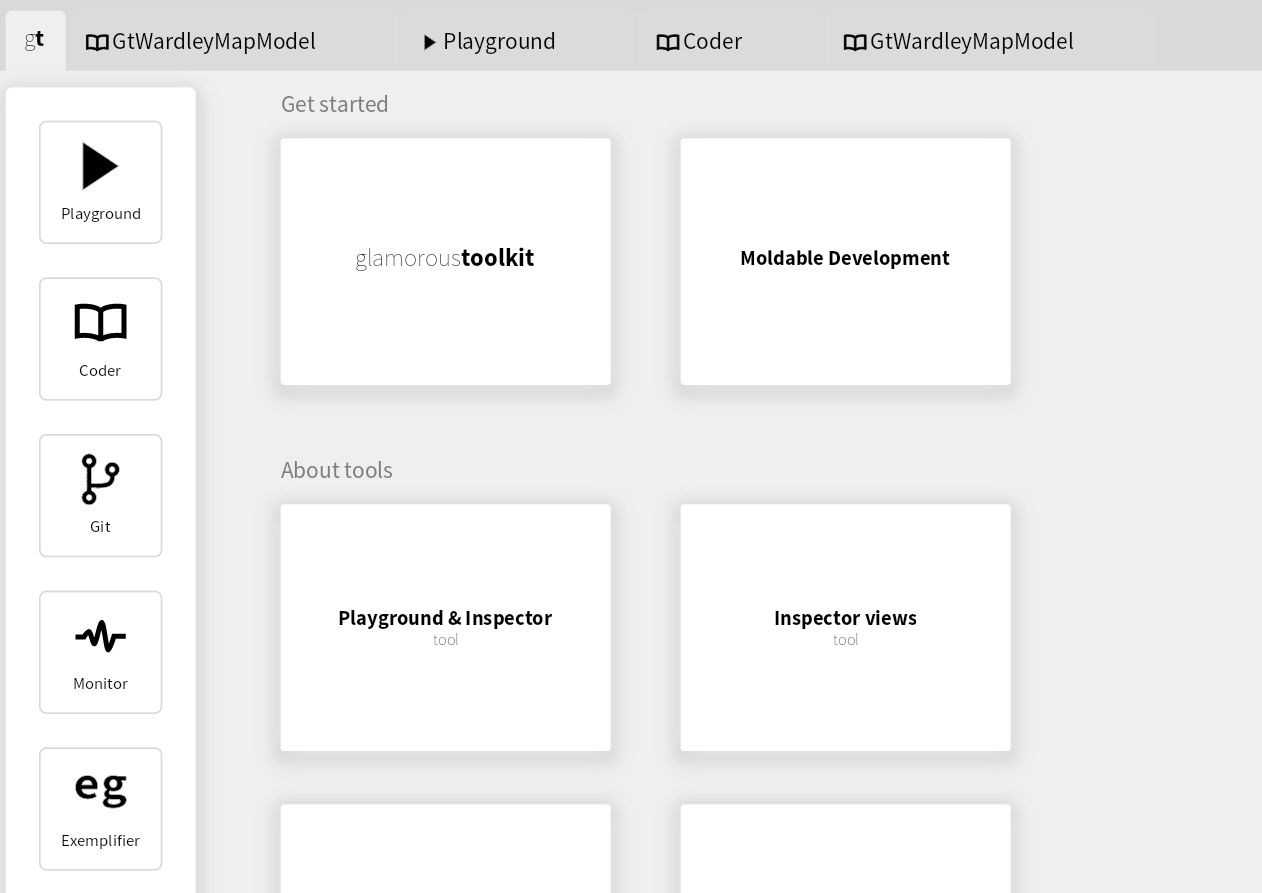 gt GtWardleyMapModel Playground Coder GtWardleyMapModel
Playground
Coder
Git
Monitor
eg
Exemplifier
Get started
glamoroustoolkit
Moldable Development
About tools
Playground & Inspector
tool
Inspector views
tool